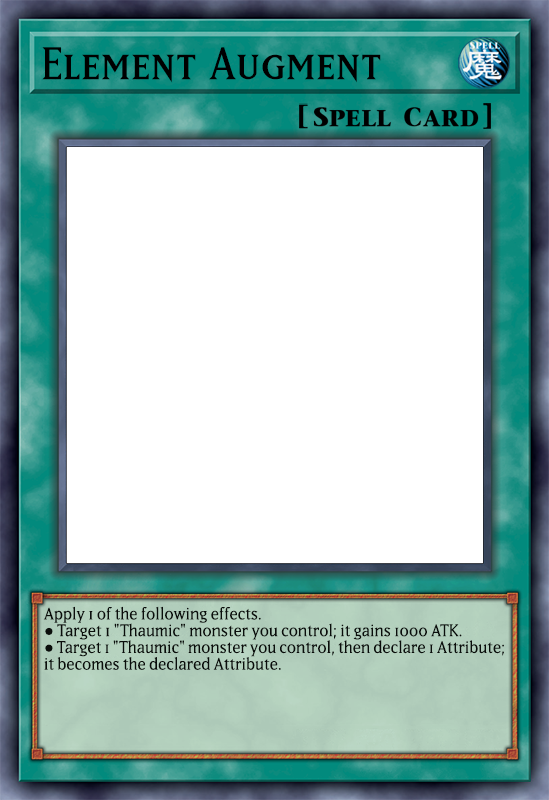 Element Augment
SPELL
魔
[Spell Card]
Apply 1 of the following effects.
● Target 1 "Thaumic" monster you control; it gains 1000 ATK.
● Target 1 "Thaumic" monster you control, then declare 1 Attribute;
it becomes the declared Attribute.